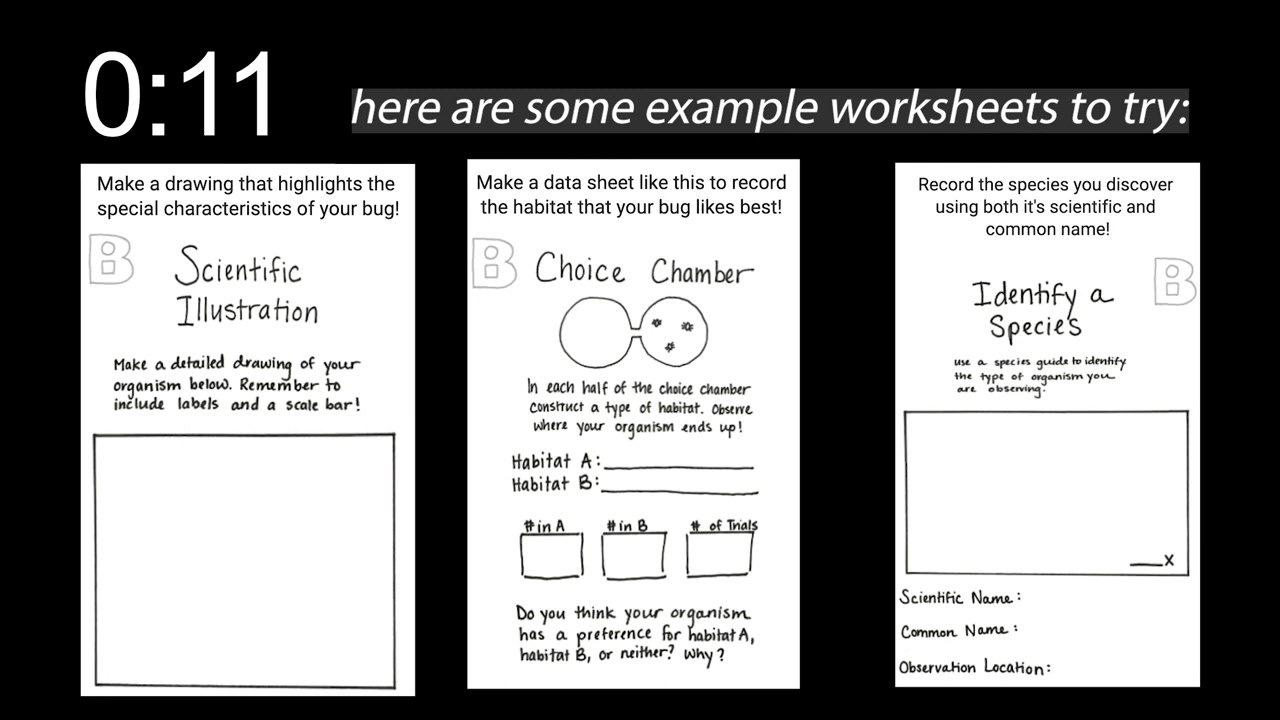 0:11
here are some example worksheets to try:
Make a drawing that highlights the
special characteristics of your bug!
B
Scientific
Illustration
Make a detailed drawing of your
organism below. Remember to
include labels and a scale bar!
Make a data sheet like this to record
the habitat that your bug likes best!
B
Choice Chamber
In each half of the choice chamber
construct a type of habitat. Observe
where your organism ends up!
Habitat A:
Habitat B:
# in A # in B # of Trials
Do you think your organism
has a preference for habitat A,
habitat B, or neither? Why?
Record the species you discover
using both it's scientific and
common name!
B
Identify a
Species
use a species guide to identify
the type of organism you
are observing.
___X
Scientific Name:
Common Name:
Observation Location: